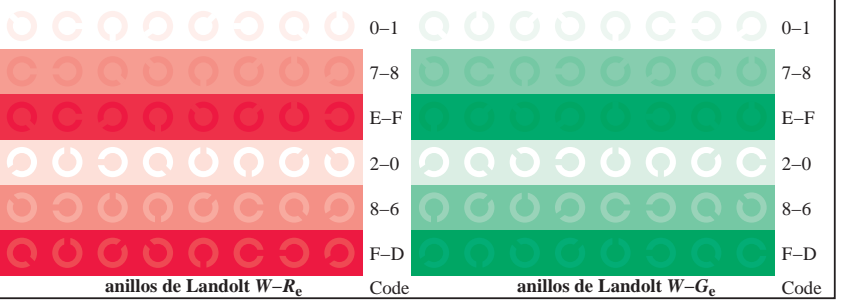 0–1 0–1
7–8 7–8
E–F E–F
2–0 2–0
8–6 8–6
F–D F–D
anillos de Landolt W–Re Code anillos de Landolt W–Ge Code